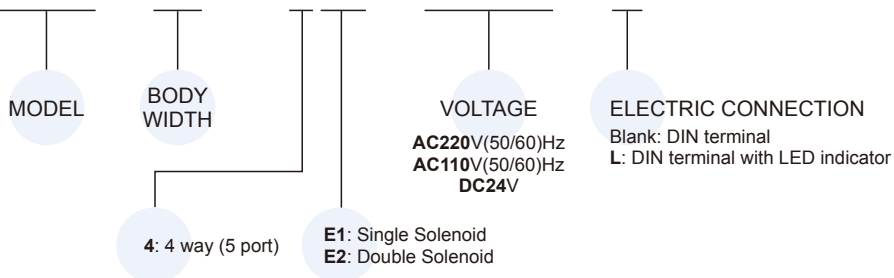 MODEL
BODY
WIDTH
VOLTAGE
AC220V(50/60)Hz
AC110V(50/60)Hz
DC24V
ELECTRIC CONNECTION
Blank: DIN terminal
L: DIN terminal with LED indicator
4: 4 way (5 port)
E1: Single Solenoid
E2: Double Solenoid